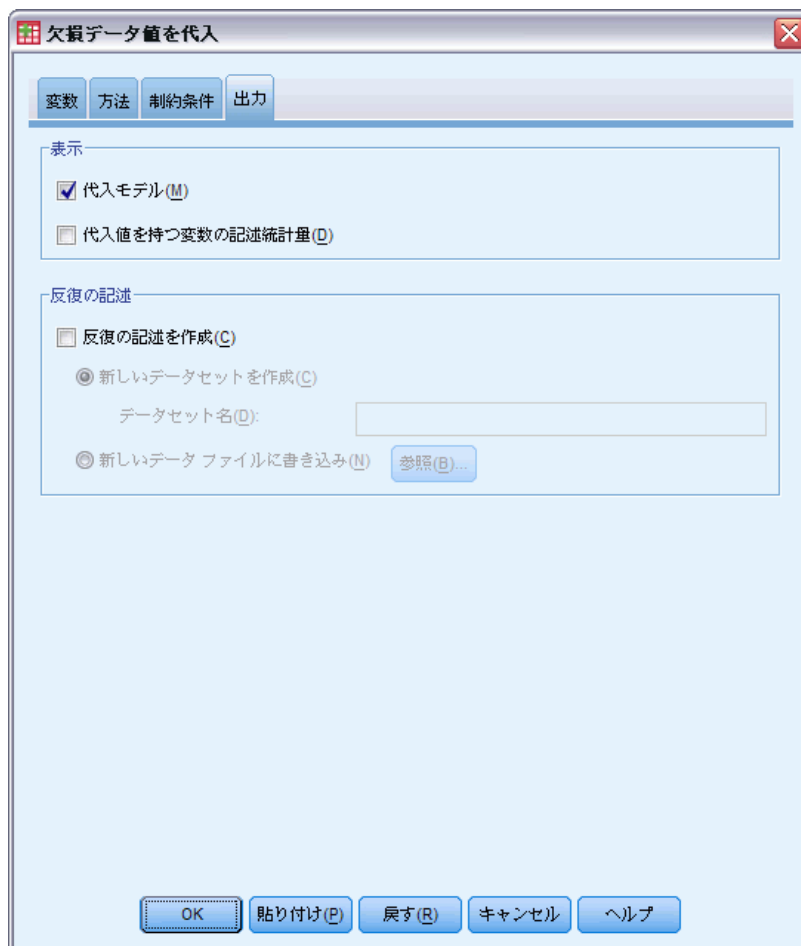 欠損データ値を代入
変数 方法 制約条件 出力
表示
代入モデル(M)
代入値を持つ変数の記述統計量(D)
反復の記述
反復の記述を作成(C)
新しいデータセットを作成(C)
データセット名(D):
新しいデータ ファイルに書き込み(N) 参照(B)...
OK 貼り付け(P) 戻す(R) キャンセル ヘルプ